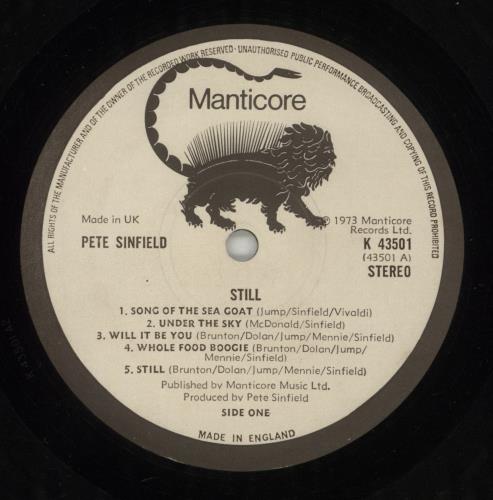 ALL RIGHTS OF THE MANUFACTURER AND OF THE OWNER OF THE RECORDED WORK RESERVED · UNAUTHORISED PUBLIC PERFORMANCE BROADCASTING AND COPYING OF THIS RECORD PROHIBITED
Manticore
Made in UK
PETE SINFIELD
℗ 1973 Manticore
Records Ltd.
K 43501
(43501 A)
STEREO
STILL
1. SONG OF THE SEA GOAT (Jump/Sinfield/Vivaldi)
2. UNDER THE SKY (McDonald/Sinfield)
3. WILL IT BE YOU (Brunton/Dolan/Jump/Mennie/Sinfield)
4. WHOLE FOOD BOOGIE (Brunton/Dolan/Jump/
Mennie/Sinfield)
5. STILL (Brunton/Dolan/Jump/Mennie/Sinfield)
Published by Manticore Music Ltd.
Produced by Pete Sinfield
SIDE ONE
MADE IN ENGLAND